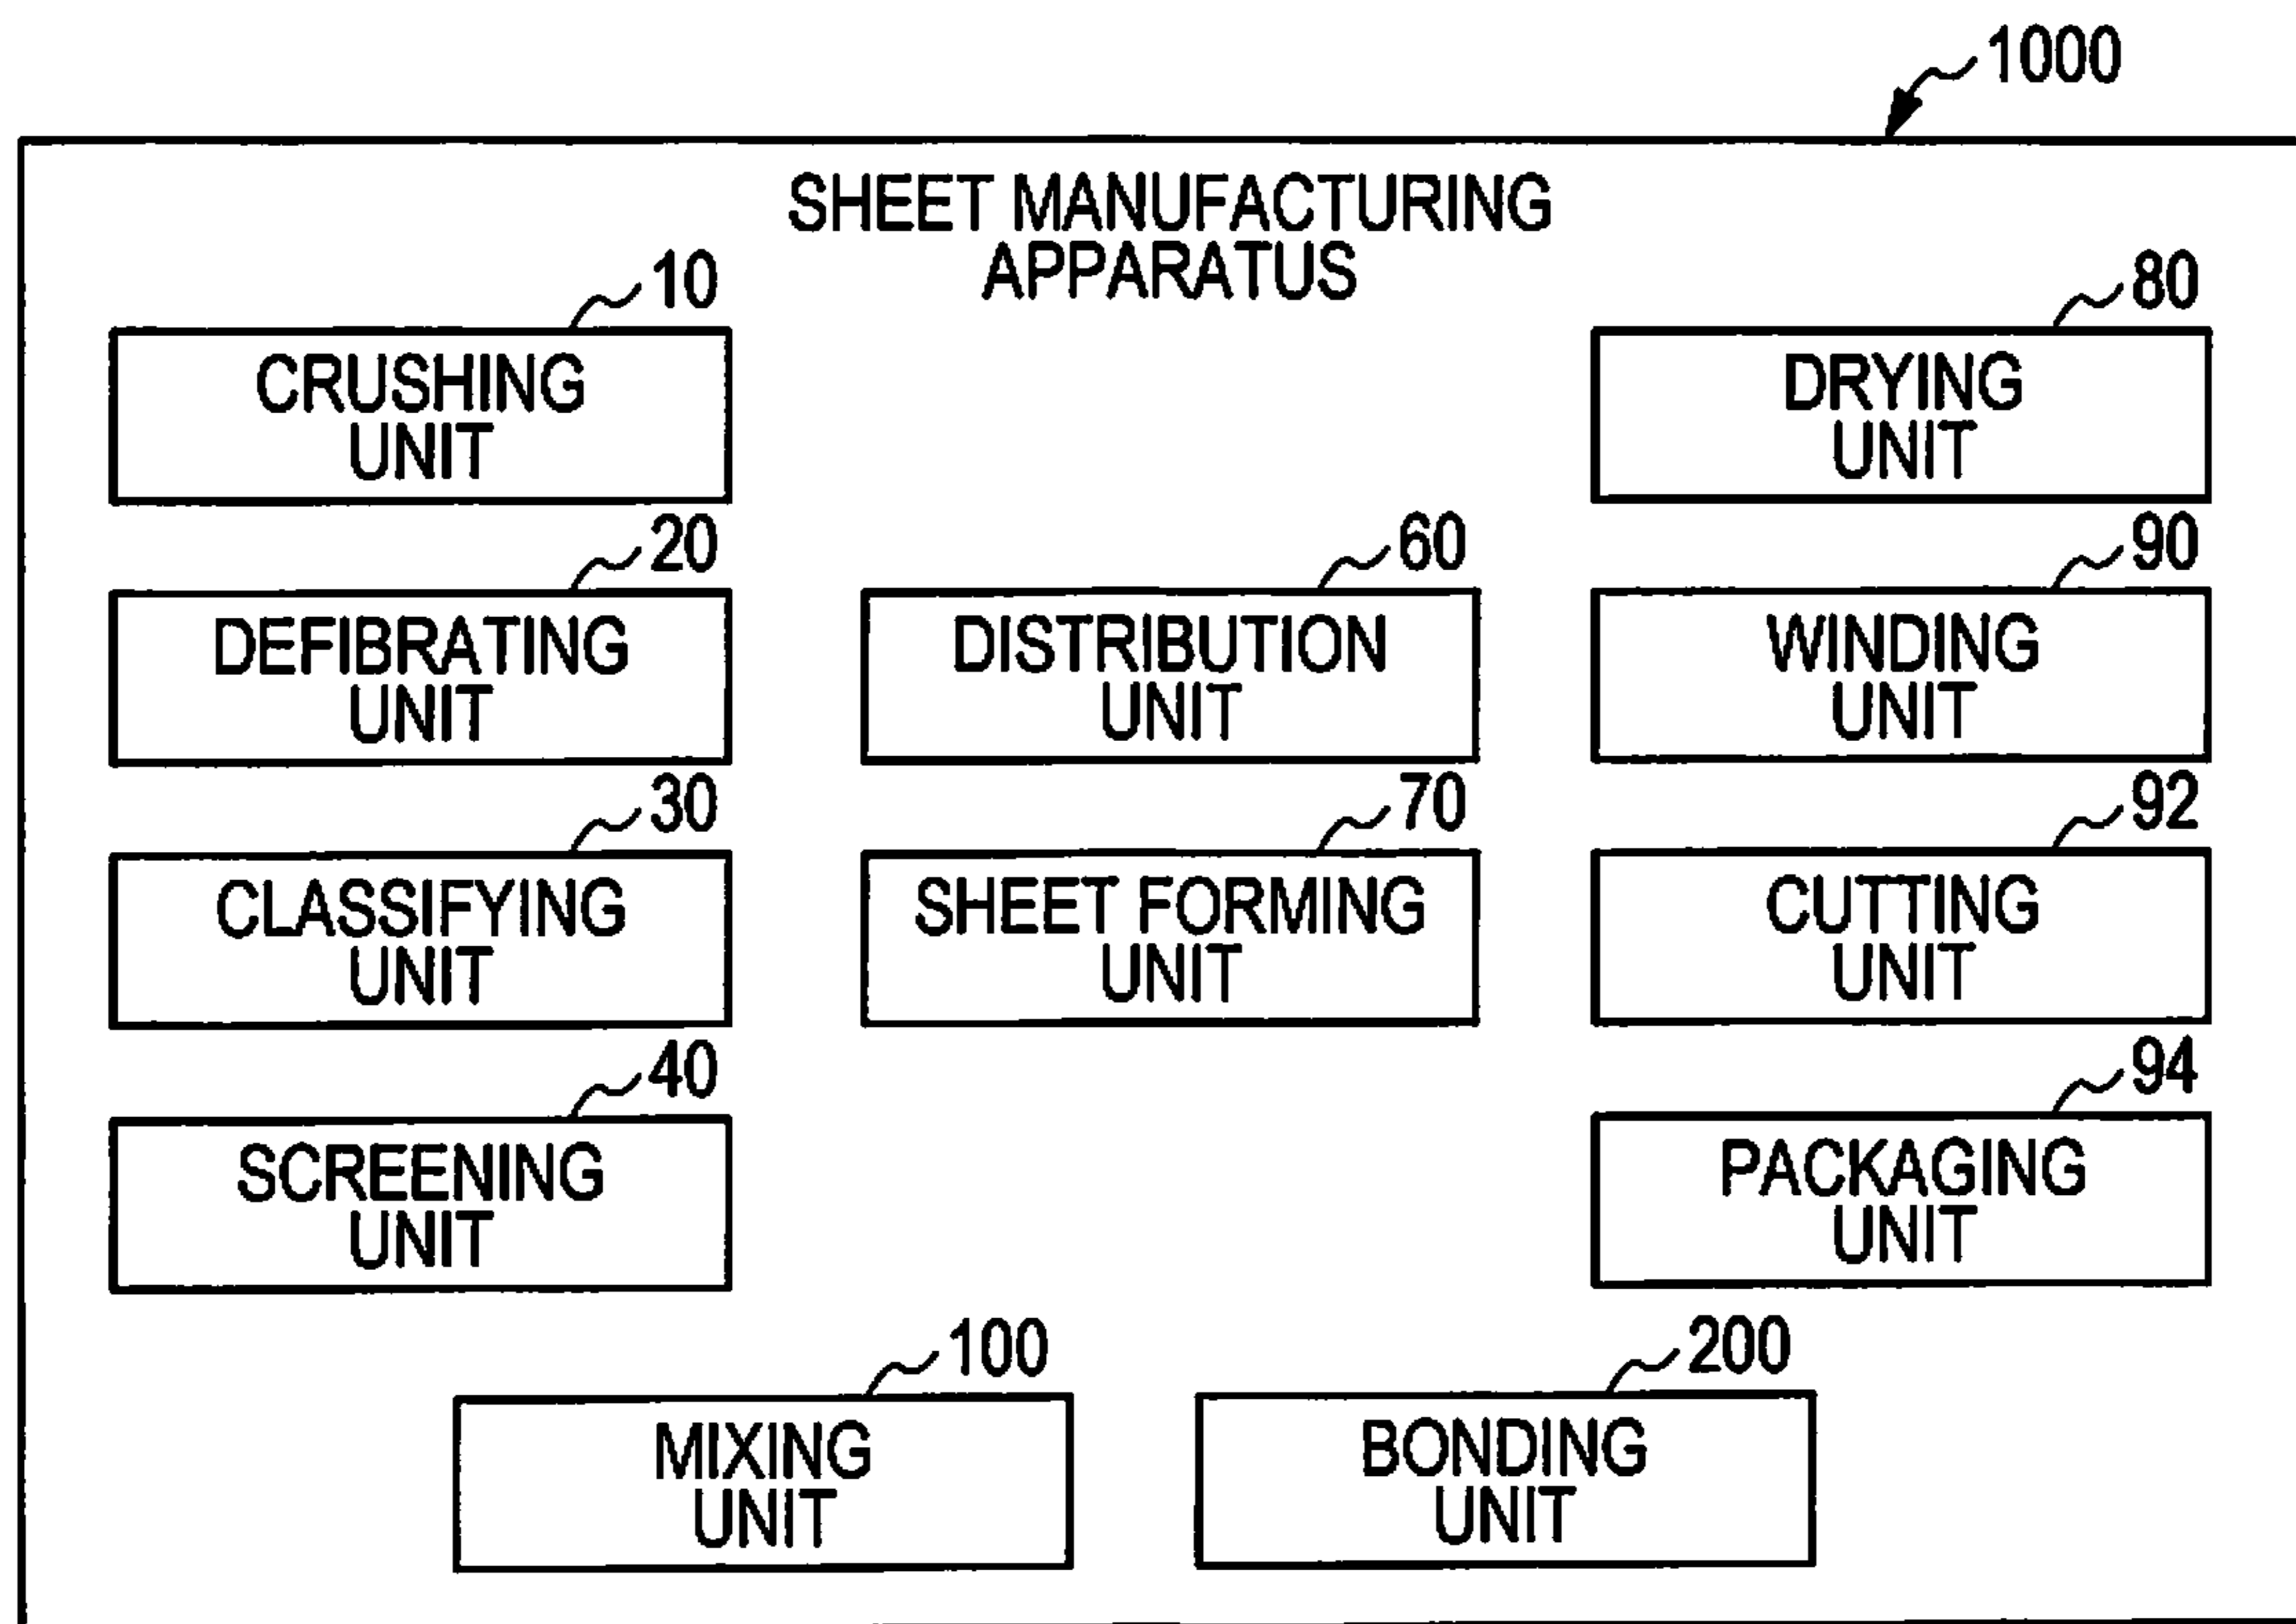 1000
SHEET MANUFACTURING
APPARATUS
10
CRUSHING
UNIT
20
DEFIBRATING
UNIT
30
CLASSIFYING
UNIT
40
SCREENING
UNIT
60
DISTRIBUTION
UNIT
70
SHEET FORMING
UNIT
80
DRYING
UNIT
90
WINDING
UNIT
92
CUTTING
UNIT
94
PACKAGING
UNIT
100
MIXING
UNIT
200
BONDING
UNIT